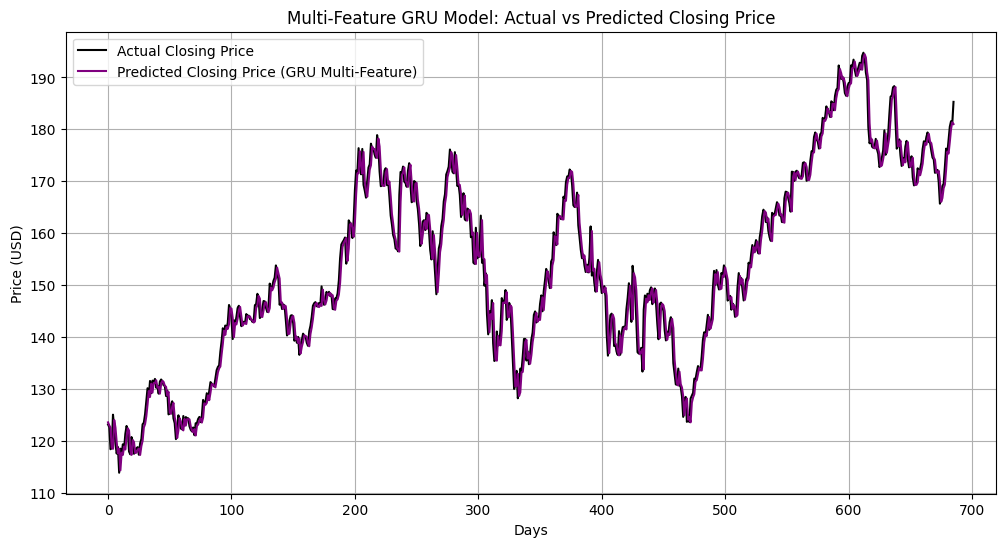 Multi-Feature GRU Model: Actual vs Predicted Closing Price
Actual Closing Price
Predicted Closing Price (GRU Multi-Feature)
Price (USD)
190
180
170
160
150
140
130
120
110
0 100 200 300 400 500 600 700
Days